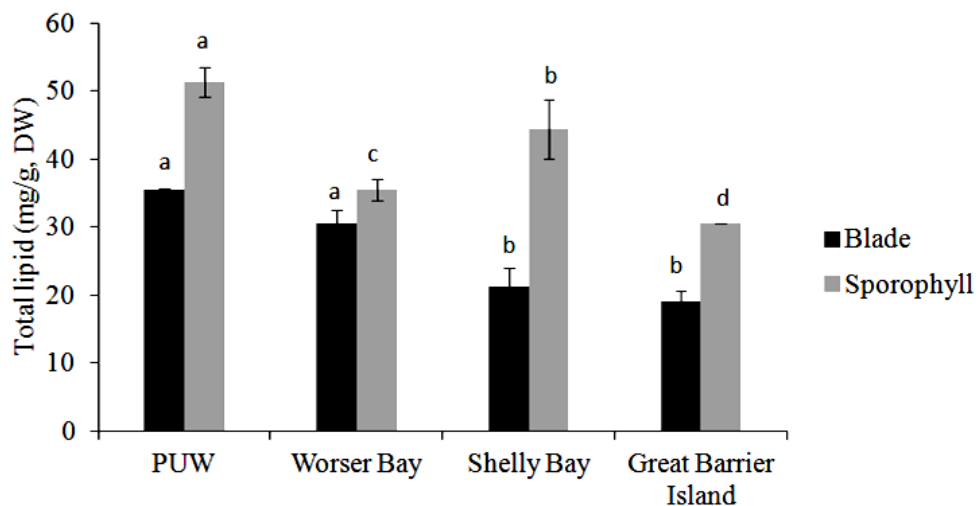 60
50
40
30
20
10
0
Total lipid (mg/g, DW)
a
a
a
c
b
b
b
d
PUW
Worser Bay
Shelly Bay
Great Barrier
Island
Blade
Sporophyll